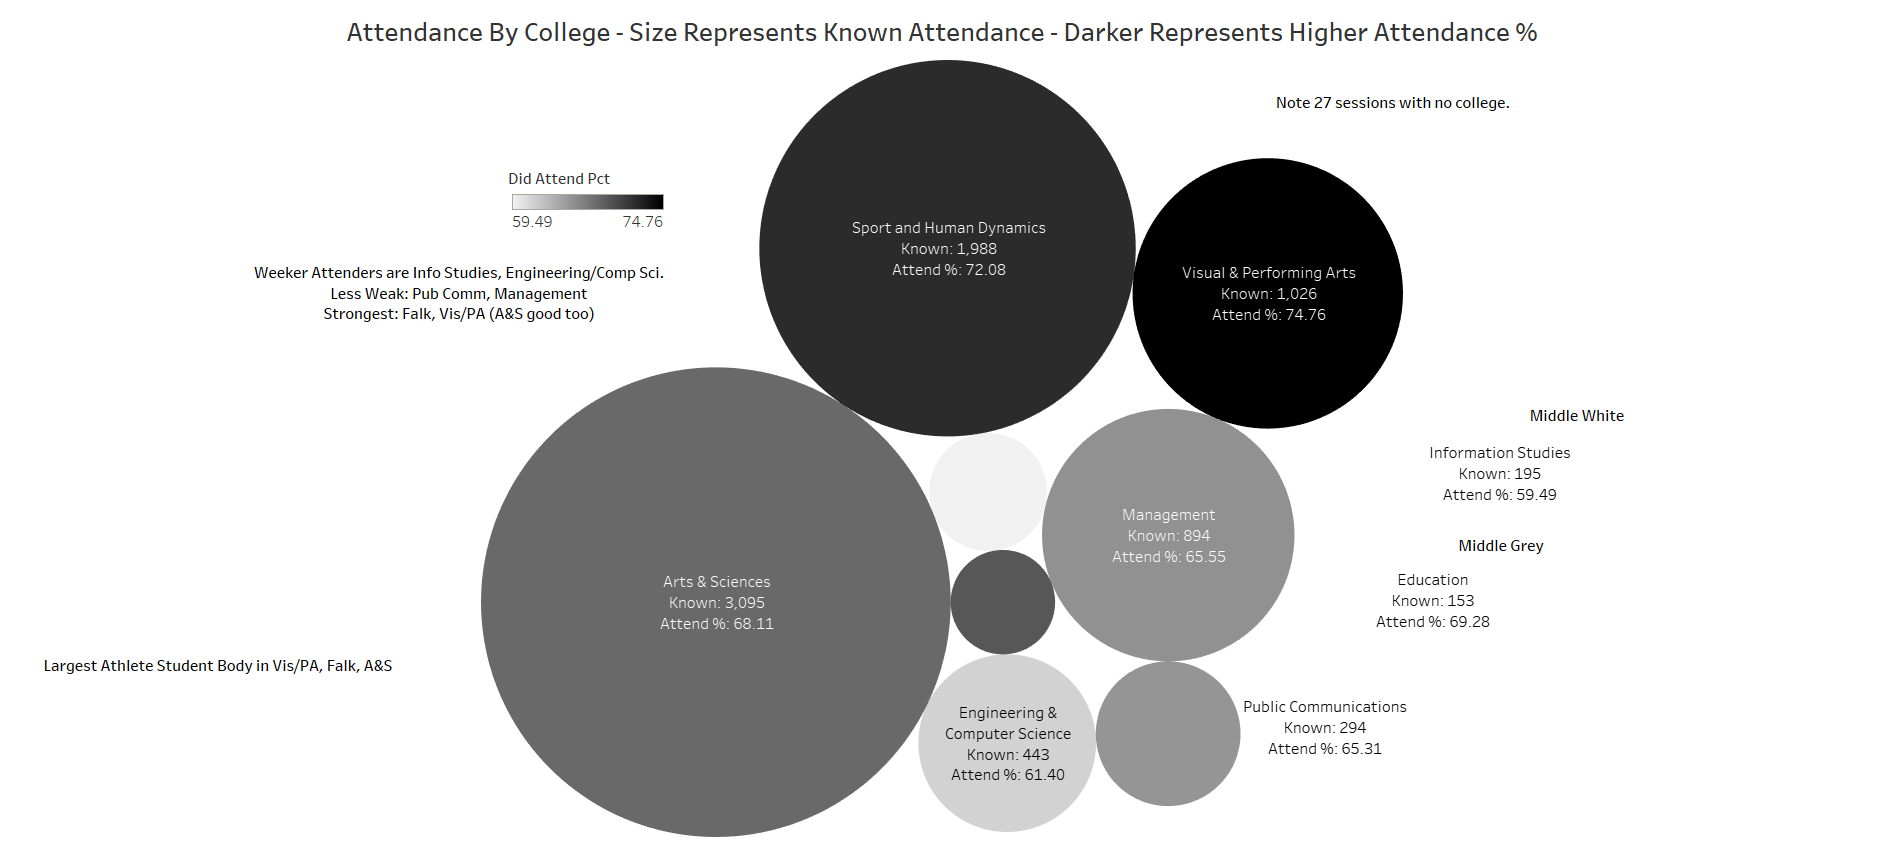 Attendance By College - Size Represents Known Attendance - Darker Represents Higher Attendance %
Note 27 sessions with no college.
Did Attend Pct
59.49 74.76
Weeker Attenders are Info Studies, Engineering/Comp Sci.
Less Weak: Pub Comm, Management
Strongest: Falk, Vis/PA (A&S good too)
Sport and Human Dynamics
Known: 1,988
Attend %: 72.08
Visual & Performing Arts
Known: 1,026
Attend %: 74.76
Middle White
Information Studies
Known: 195
Attend %: 59.49
Management
Known: 894
Attend %: 65.55
Middle Grey
Education
Known: 153
Attend %: 69.28
Arts & Sciences
Known: 3,095
Attend %: 68.11
Largest Athlete Student Body in Vis/PA, Falk, A&S
Engineering &
Computer Science
Known: 443
Attend %: 61.40
Public Communications
Known: 294
Attend %: 65.31